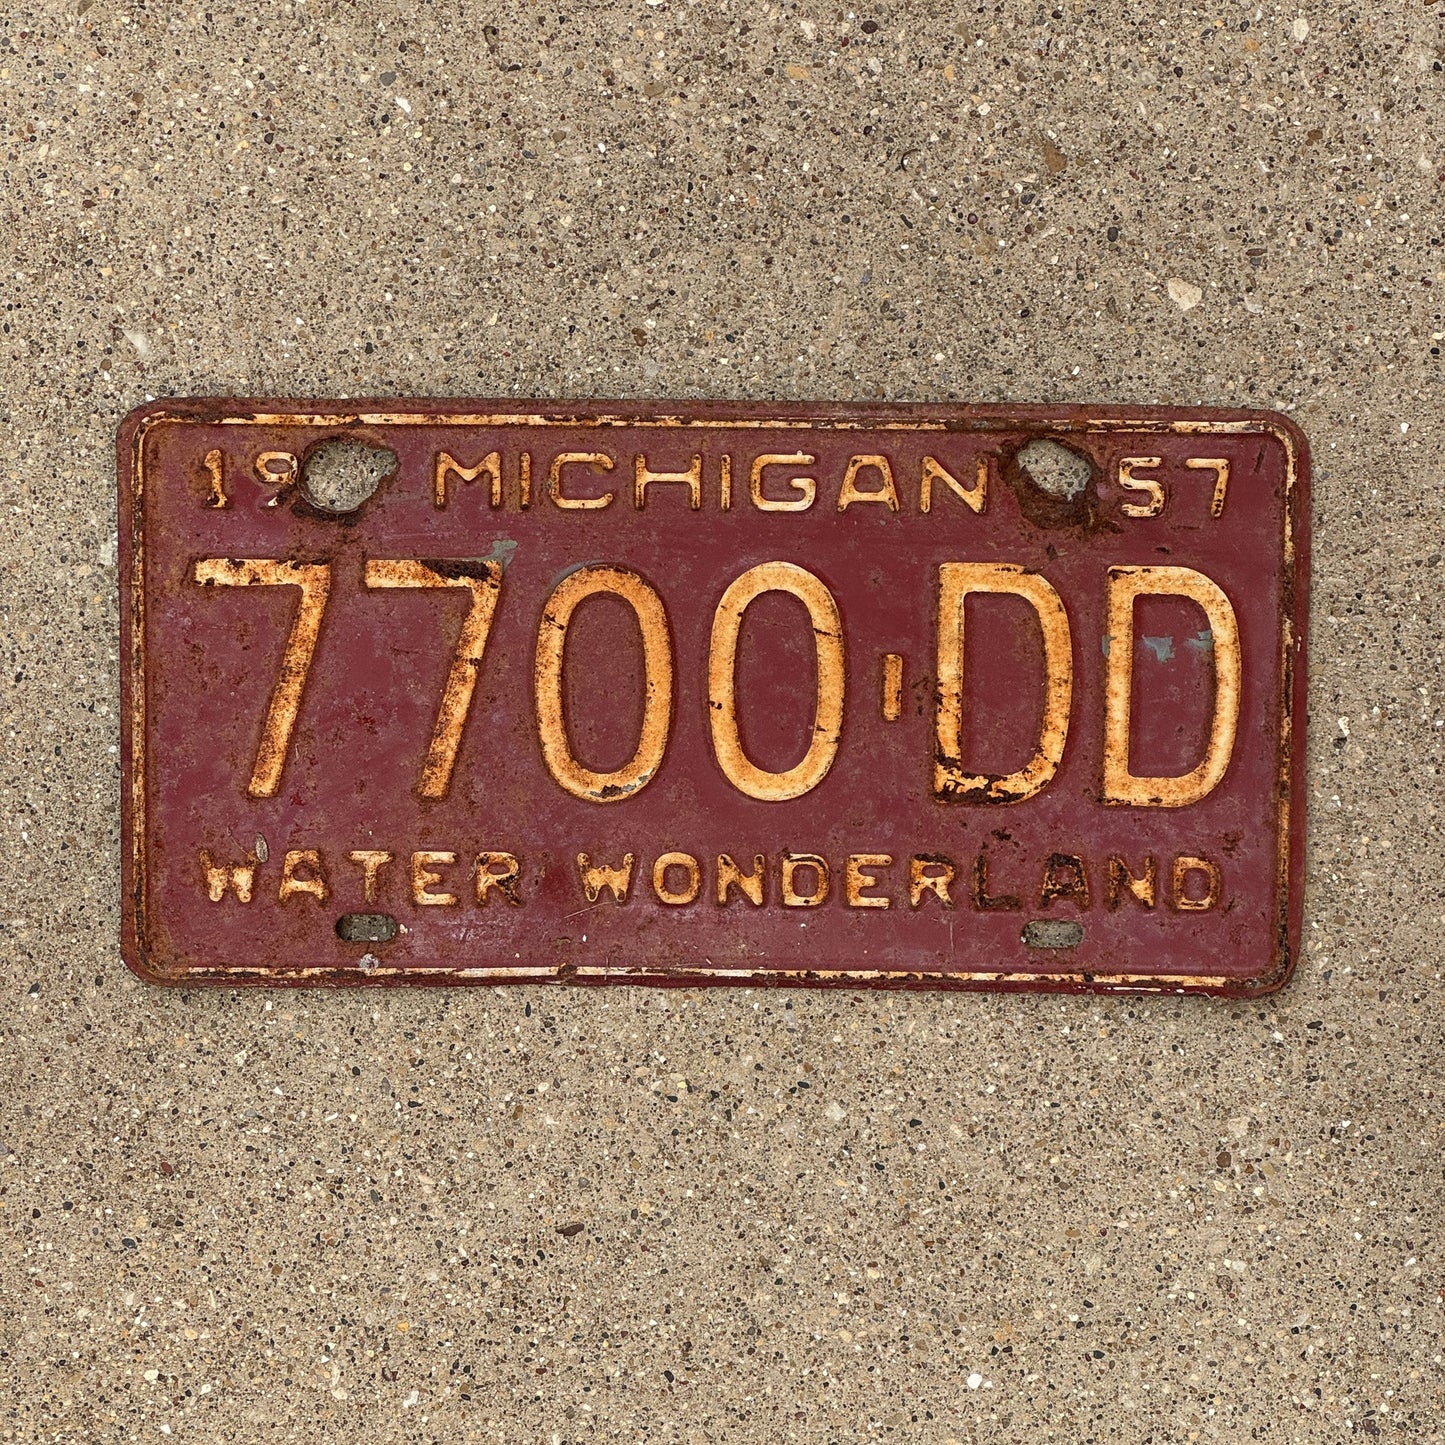 19 MICHIGAN 57
7700-DD
WATER WONDERLAND